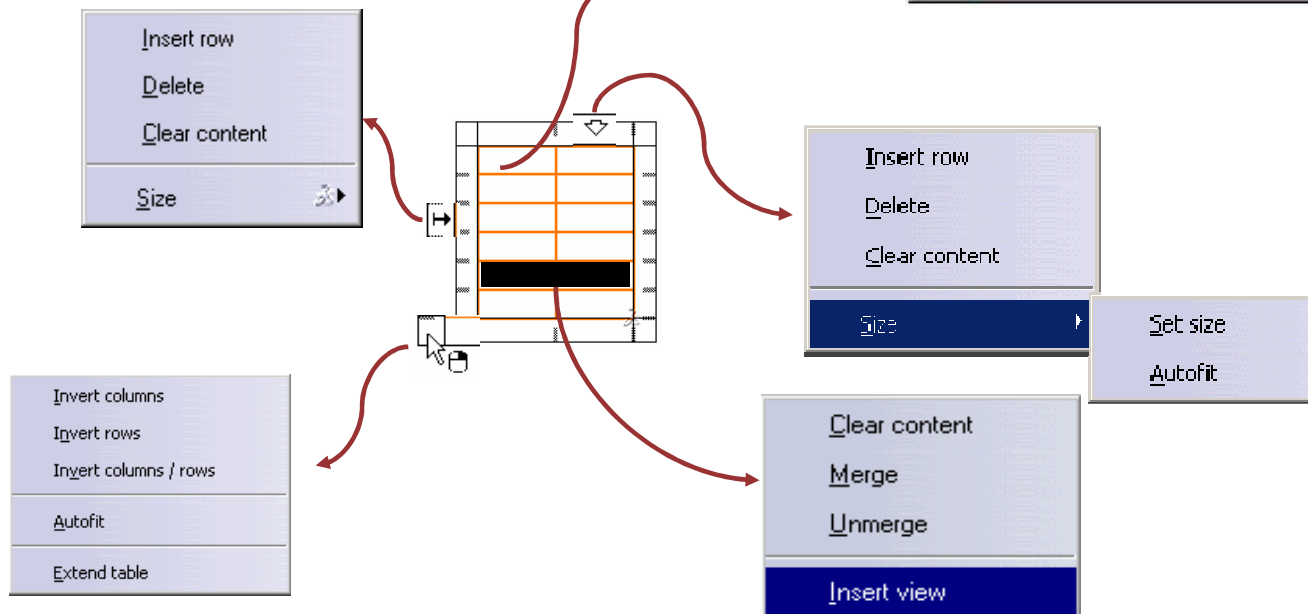 Insert row
Delete
Clear content
Size
Insert row
Delete
Clear content
Size
Set size
Autofit
Invert columns
Invert rows
Invert columns / rows
Autofit
Extend table
Clear content
Merge
Unmerge
Insert view